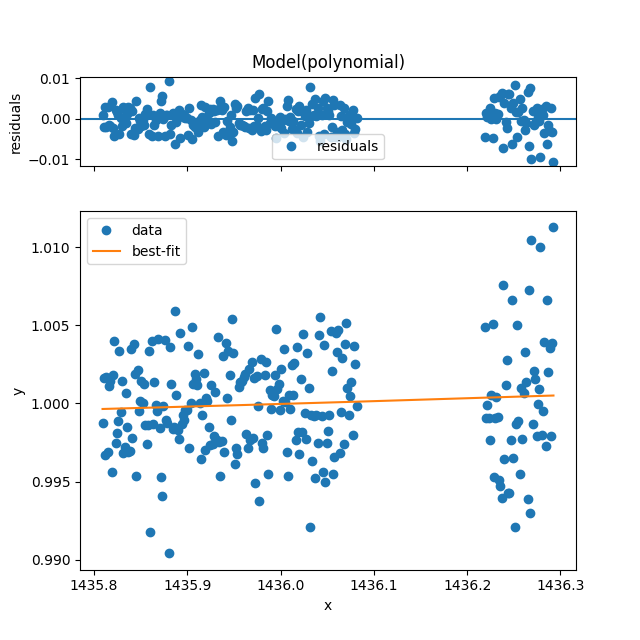 Model(polynomial)
0.01
0.00
−0.01
residuals
residuals
data
best-fit
1.010
1.005
1.000
0.995
0.990
y
1435.8 1435.9 1436.0 1436.1 1436.2 1436.3
x